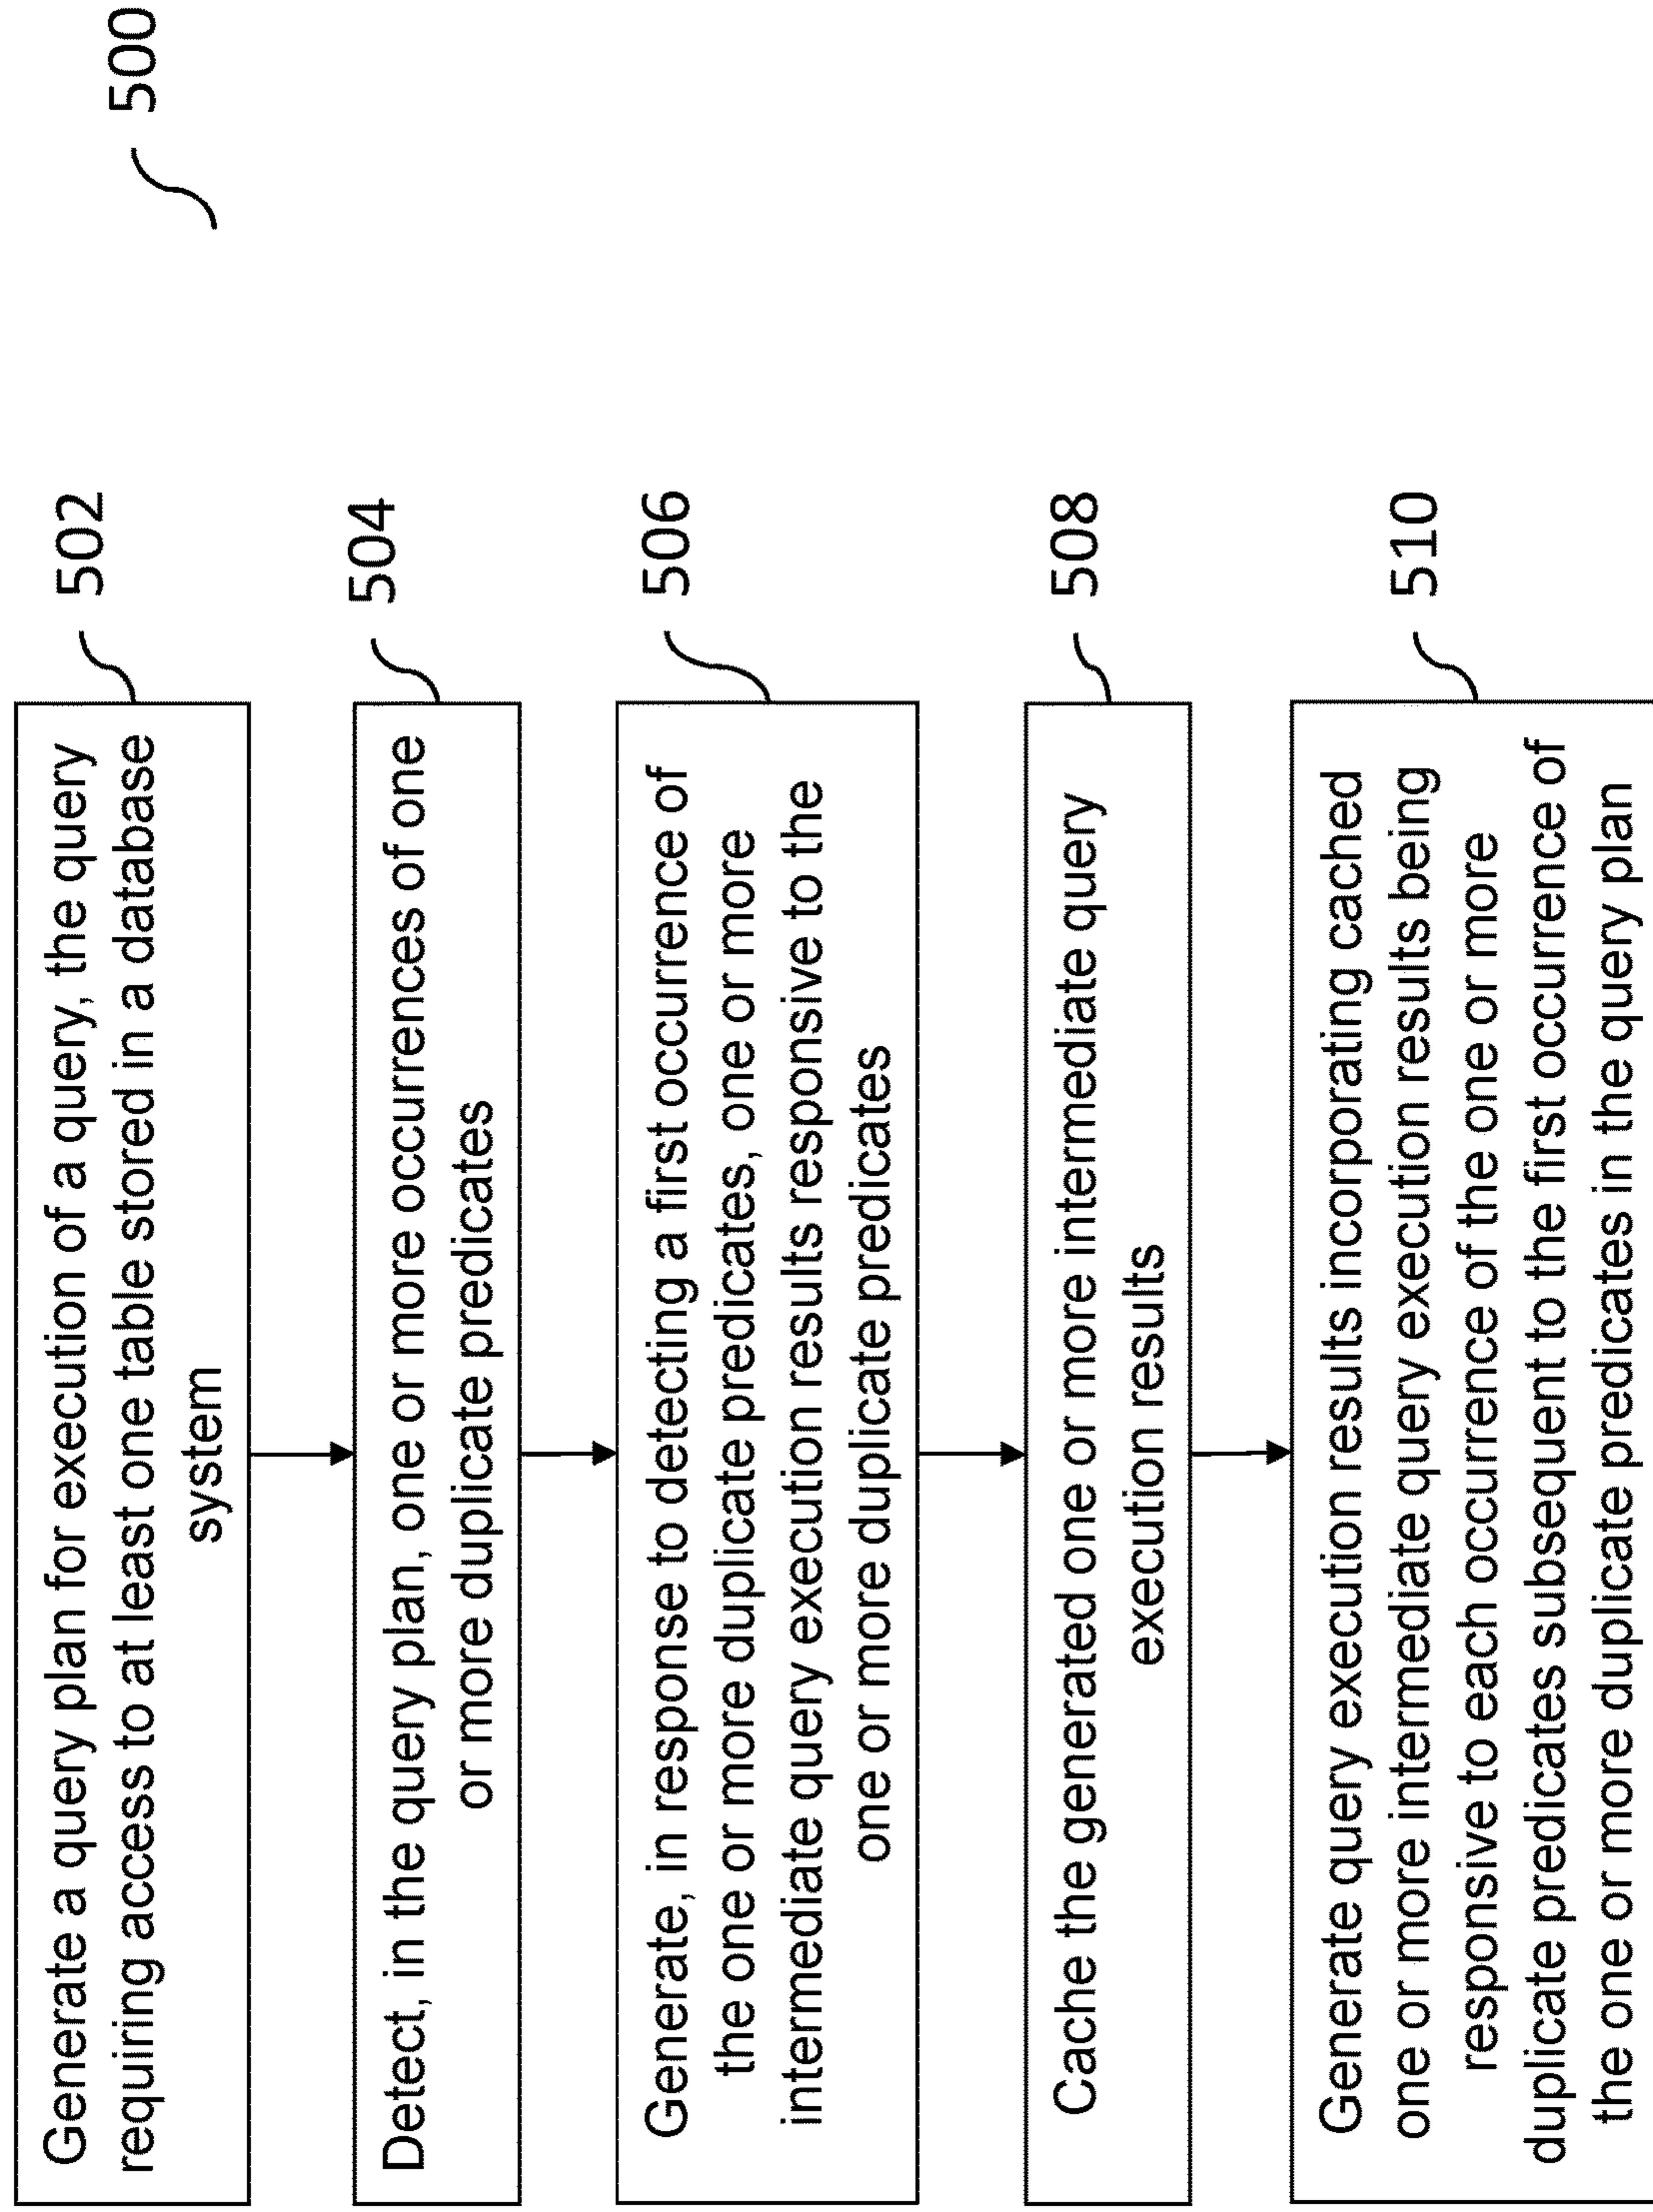 500
Generate a query plan for execution of a query, the query
requiring access to at least one table stored in a database
system
502
Detect, in the query plan, one or more occurrences of one
or more duplicate predicates
504
Generate, in response to detecting a first occurrence of
the one or more duplicate predicates, one or more
intermediate query execution results responsive to the
one or more duplicate predicates
506
Cache the generated one or more intermediate query
execution results
508
Generate query execution results incorporating cached
one or more intermediate query execution results being
responsive to each occurrence of the one or more
duplicate predicates subsequent to the first occurrence of
the one or more duplicate predicates in the query plan
510